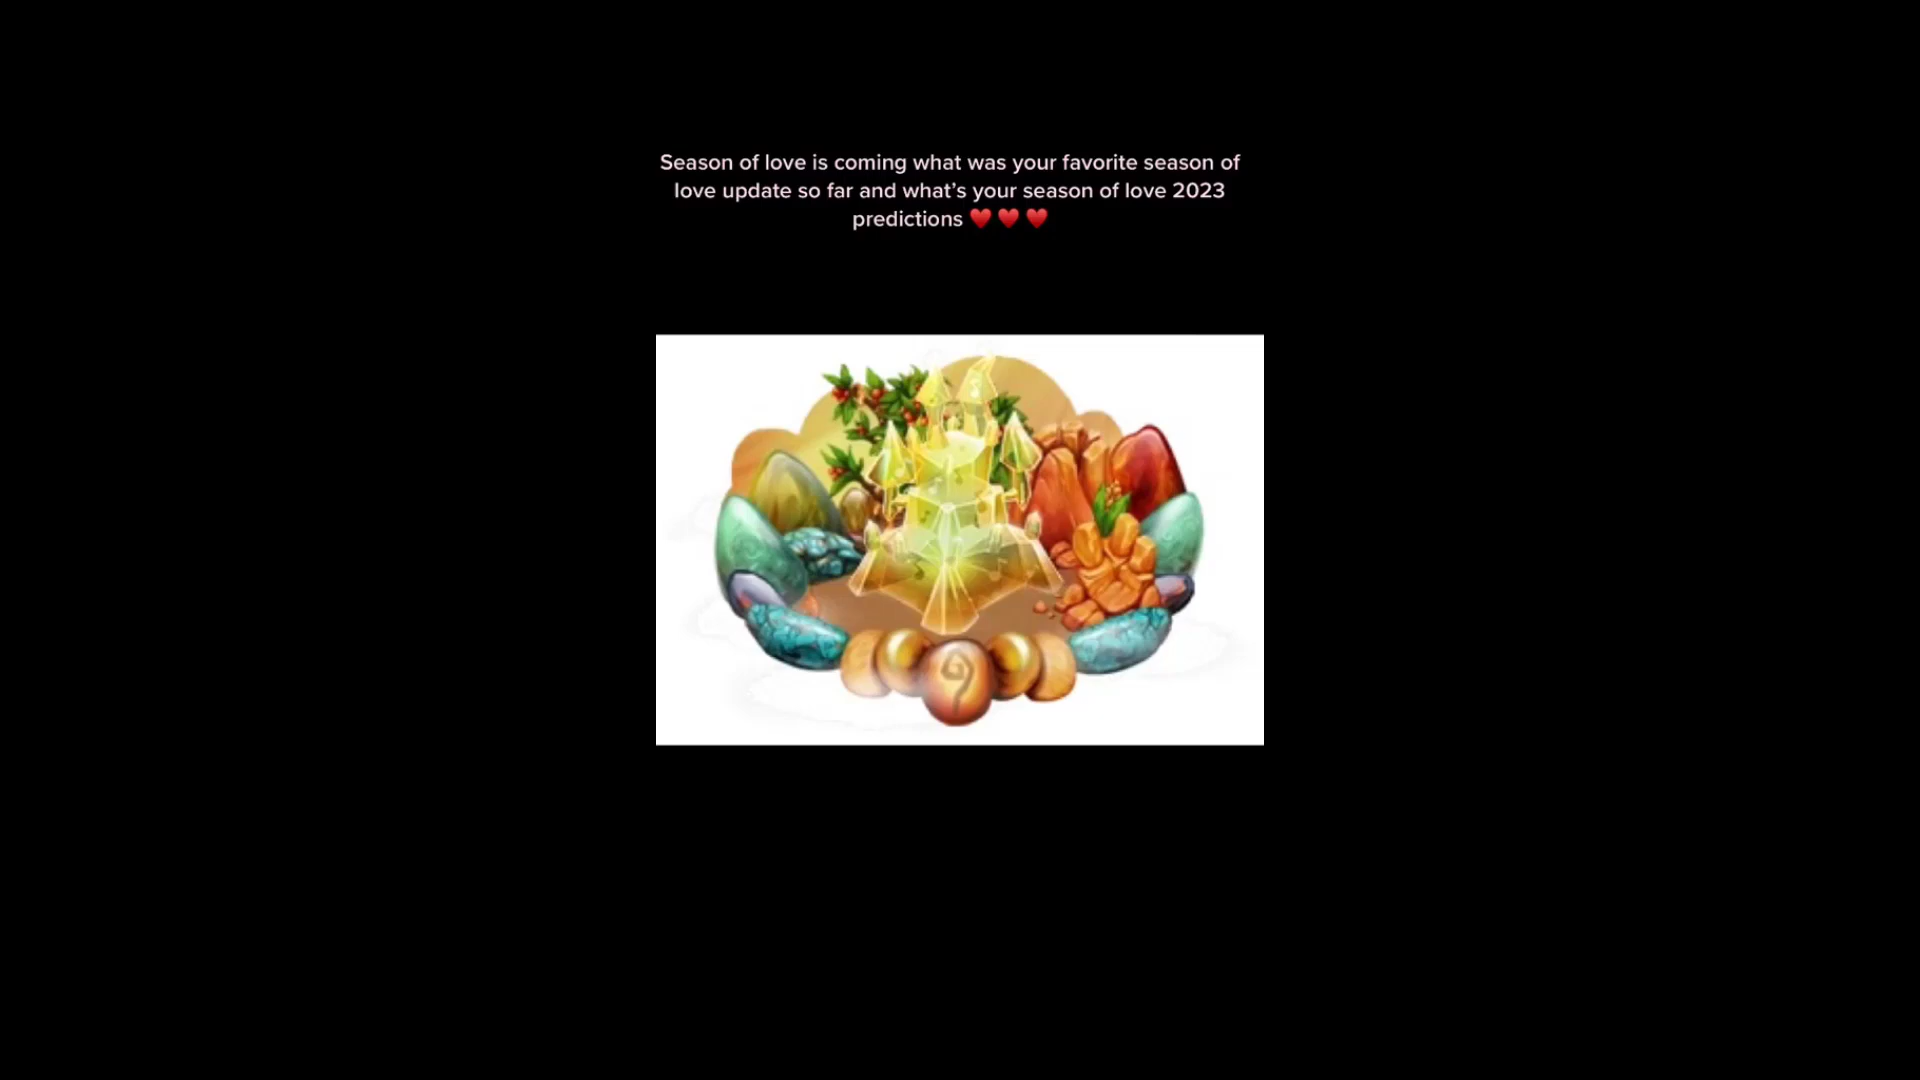 Season of love is coming what was your favorite season of
love update so far and what’s your season of love 2023
predictions ♥️ ♥️ ♥️